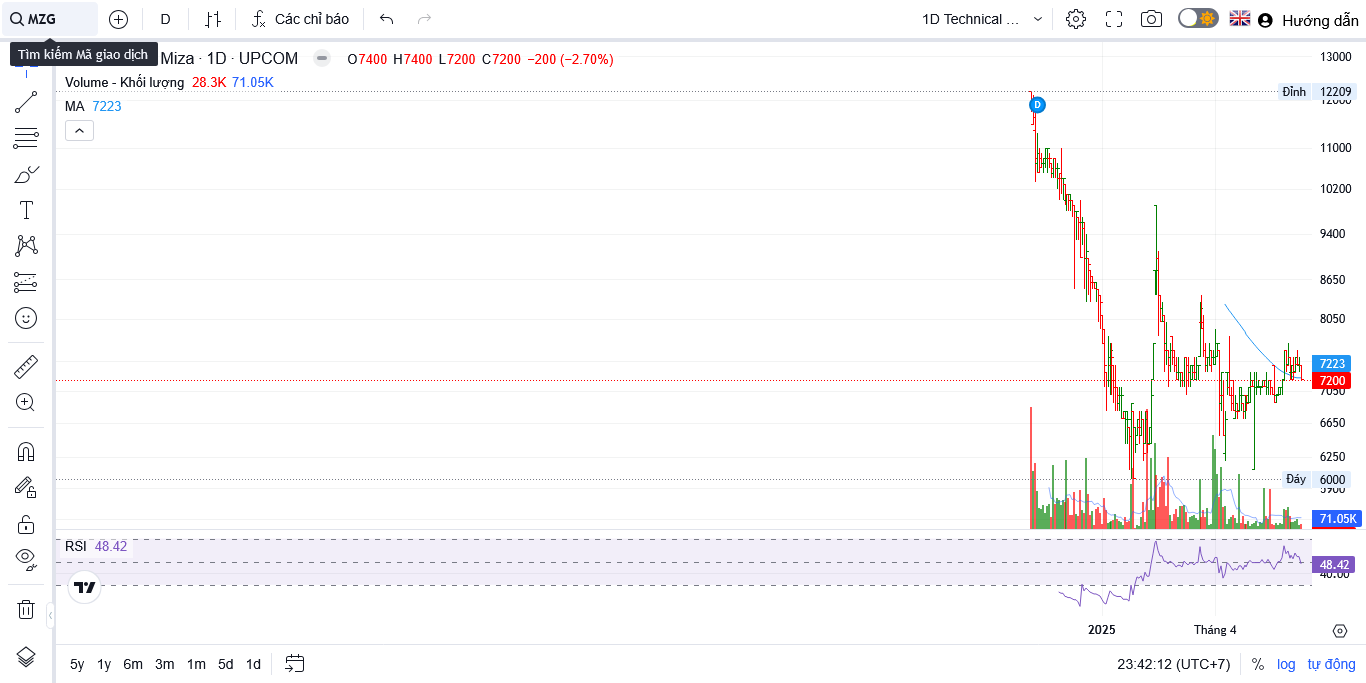 MZG
D
Các chỉ báo
1D Technical ...
Hướng dẫn
Tìm kiếm Mã giao dịch
Miza · 1D · UPCOM
O7400 H7400 L7200 C7200 −200 (−2.70%)
Volume - Khối lượng 28.3K 71.05K
MA 7223
D
13000
Đỉnh 12209
12000
11000
10200
9400
8650
8050
7223
7200
7050
6650
6250
Đáy 6000
5900
71.05K
RSI 48.42
48.42
40.00
2025
Tháng 4
5y 1y 6m 3m 1m 5d 1d
23:42:12 (UTC+7)
% log tự động